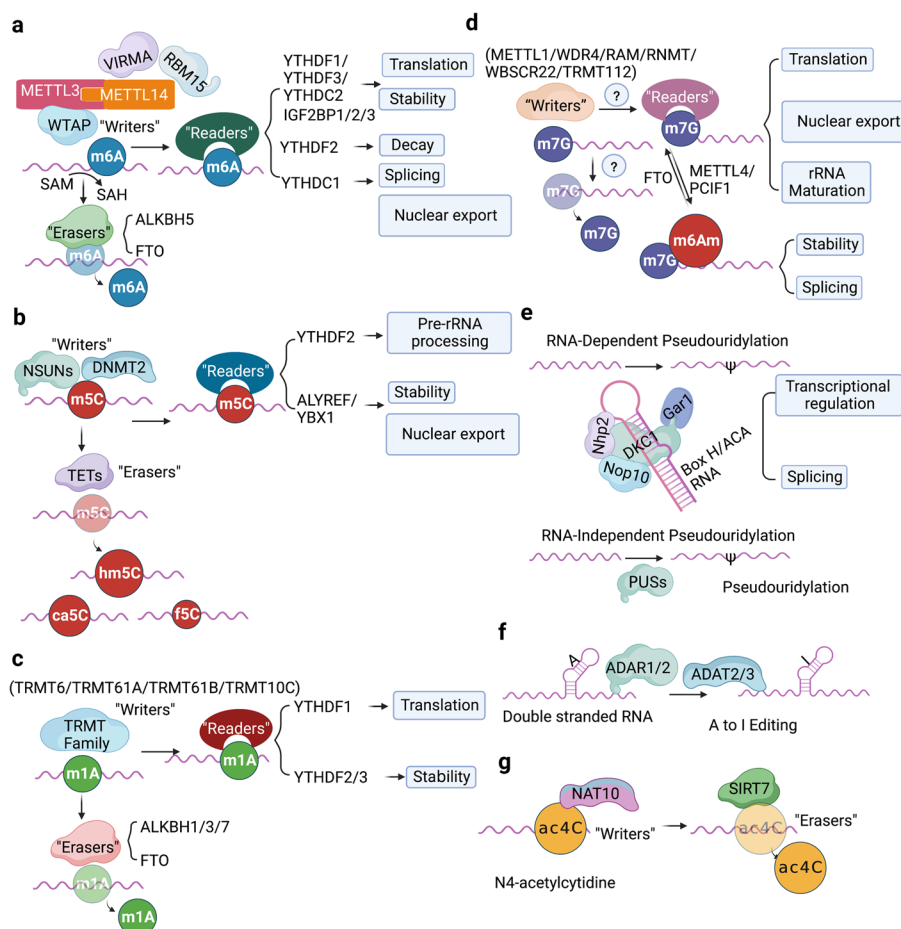 a
VIRMA
RBM15
METTL3
METTL14
WTAP
"Writers"
m6A
SAM
SAH
"Readers"
m6A
"Erasers"
m6A
ALKBH5
FTO
m6A
YTHDF1/
YTHDF3/
YTHDC2
IGF2BP1/2/3
Translation
Stability
YTHDF2
Decay
YTHDC1
Splicing
Nuclear export
b
"Writers"
NSUNs
DNMT2
m5C
"Readers"
m5C
YTHDF2
Pre-rRNA
processing
ALYREF/
YBX1
Stability
Nuclear export
TETs
"Erasers"
m5C
hm5C
ca5C
f5C
c
(TRMT6/TRMT61A/TRMT61B/TRMT10C)
"Writers"
TRMT
Family
m1A
"Readers"
m1A
YTHDF1
Translation
YTHDF2/3
Stability
"Erasers"
ALKBH1/3/7
FTO
m1A
m1A
d
(METTL1/WDR4/RAM/RNMT/
WBSCR22/TRMT112)
"Writers"
?
"Readers"
m7G
m7G
?
m7G
m7G
FTO
METTL4/
PCIF1
m6Am
m7G
Translation
Nuclear export
rRNA
Maturation
Stability
Splicing
e
RNA-Dependent Pseudouridylation
Ψ
Nhp2
DKC1
Gar1
Nop10
Box H/ACA
RNA
Transcriptional
regulation
Splicing
RNA-Independent Pseudouridylation
Ψ
PUSs
Pseudouridylation
f
A
ADAR1/2
ADAT2/3
I
Double stranded RNA
A to I Editing
g
NAT10
ac4C
"Writers"
SIRT7
ac4C
"Erasers"
ac4C
N4-acetylcytidine